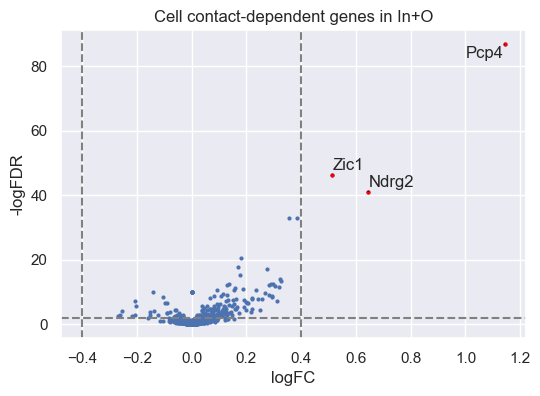 Cell contact-dependent genes in In+O
Pcp4
80
60
Zic1
Ndrg2
-logFDR
40
20
0
−0.4 −0.2 0.0 0.2 0.4 0.6 0.8 1.0 1.2
logFC